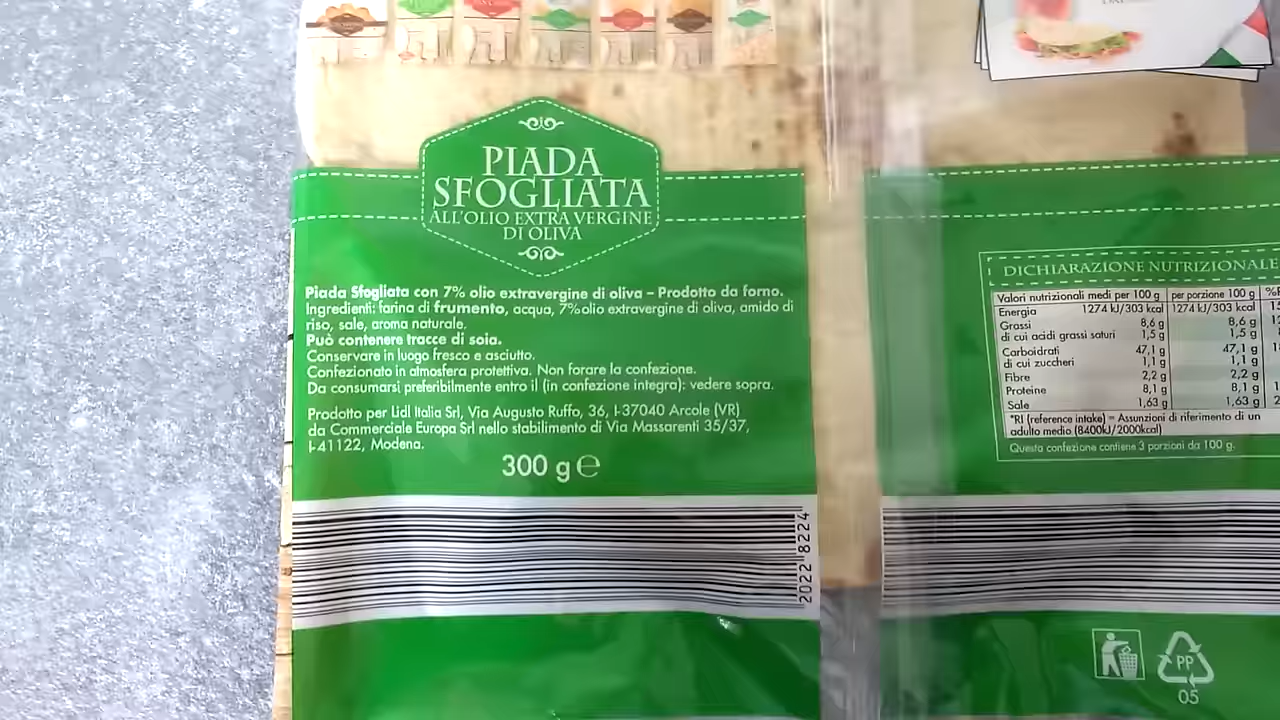 PIADA
SFOGLIATA
ALL'OLIO EXTRA VERGINE
DI OLIVA
Piada Sfogliata con 7% olio extravergine di oliva – Prodotto da forno.
Ingredienti: farina di frumento, acqua, 7%olio extravergine di oliva, amido di
riso, sale, aroma naturale.
Può contenere tracce di soia.
Conservare in luogo fresco e asciutto.
Confezionato in atmosfera protettiva. Non forare la confezione.
Da consumarsi preferibilmente entro il (in confezione integra): vedere sopra.
Prodotto per Lidl Italia Srl, Via Augusto Ruffo, 36, I-37040 Arcole (VR)
da Commerciale Europa Srl nello stabilimento di Via Massarenti 35/37,
I-41122, Modena.
300 g e
2022 8224
DICHIARAZIONE NUTRIZIONALE
Valori nutrizionali medi per 100 g per porzione 100 g
Energia 1274 kJ/303 kcal 1274 kJ/303 kcal
Grassi 8,6 g 8,6 g
di cui acidi grassi saturi 1,5 g 1,5 g
Carboidrati 47,1 g 47,1 g
di cui zuccheri 1,1 g 1,1 g
Fibre 2,2 g 2,2 g
Proteine 8,1 g 8,1 g
Sale 1,63 g 1,63 g
*RI (reference intake) = Assunzioni di riferimento di un
adulto medio (8400kJ/2000kcal)
Questa confezione contiene 3 porzioni da 100 g.
PP
05